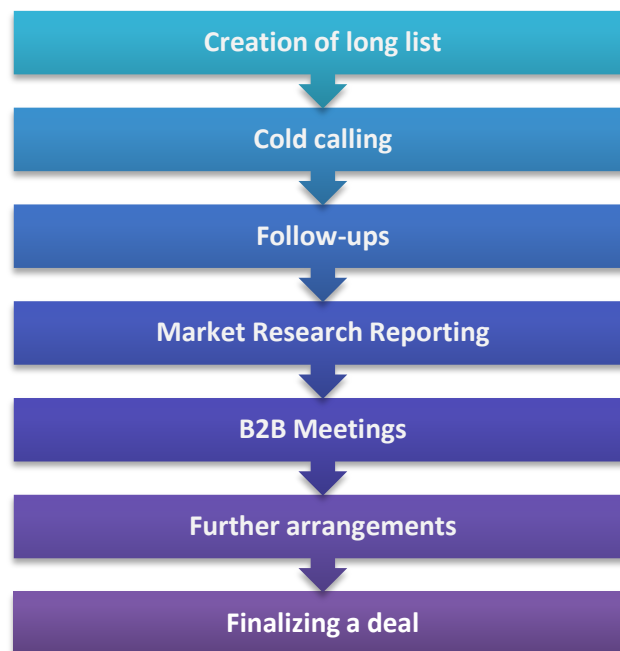 Creation of long list
Cold calling
Follow-ups
Market Research Reporting
B2B Meetings
Further arrangements
Finalizing a deal